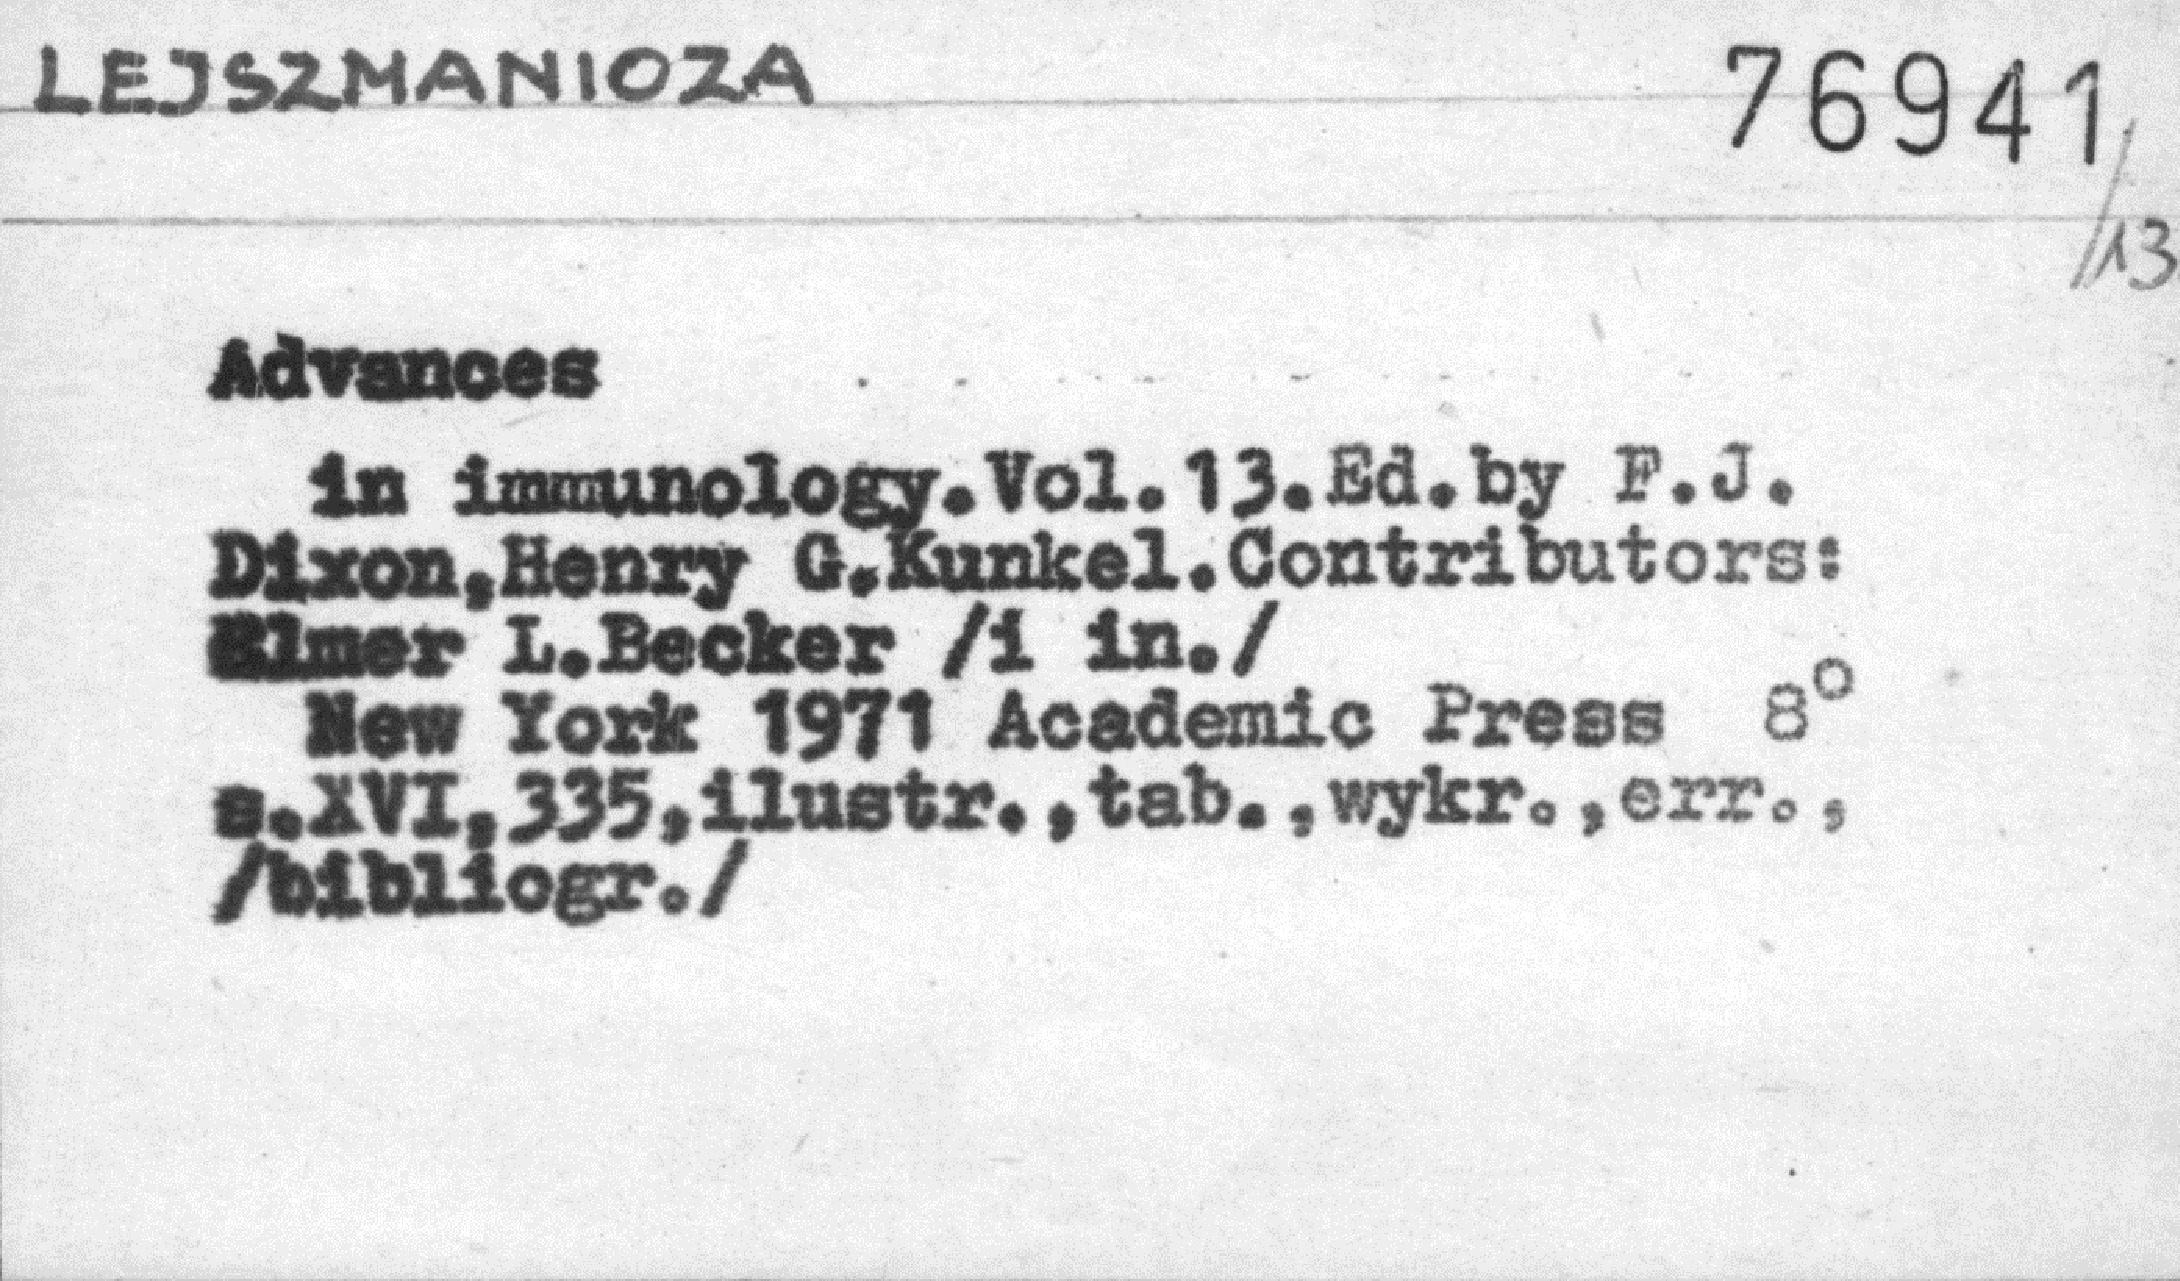 LEJSZMANIOZA
76941
/13
Advances
in immunology.Vol.13.Ed.by F.J.
Dixon,Henry G.Kunkel.Contributors:
Elmer L.Becker /i in./
New York 1971 Academic Press 8°
s.XVI,335,ilustr.,tab.,wykr.,err.,
/bibliogr./